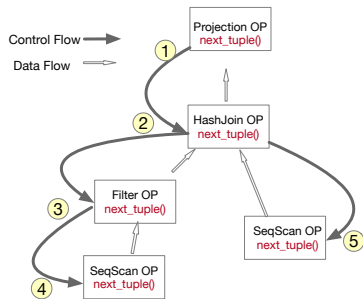 Projection OP
next_tuple()
Control Flow
Data Flow
1
2
HashJoin OP
next_tuple()
3
Filter OP
next_tuple()
SeqScan OP
next_tuple()
5
4
SeqScan OP
next_tuple()